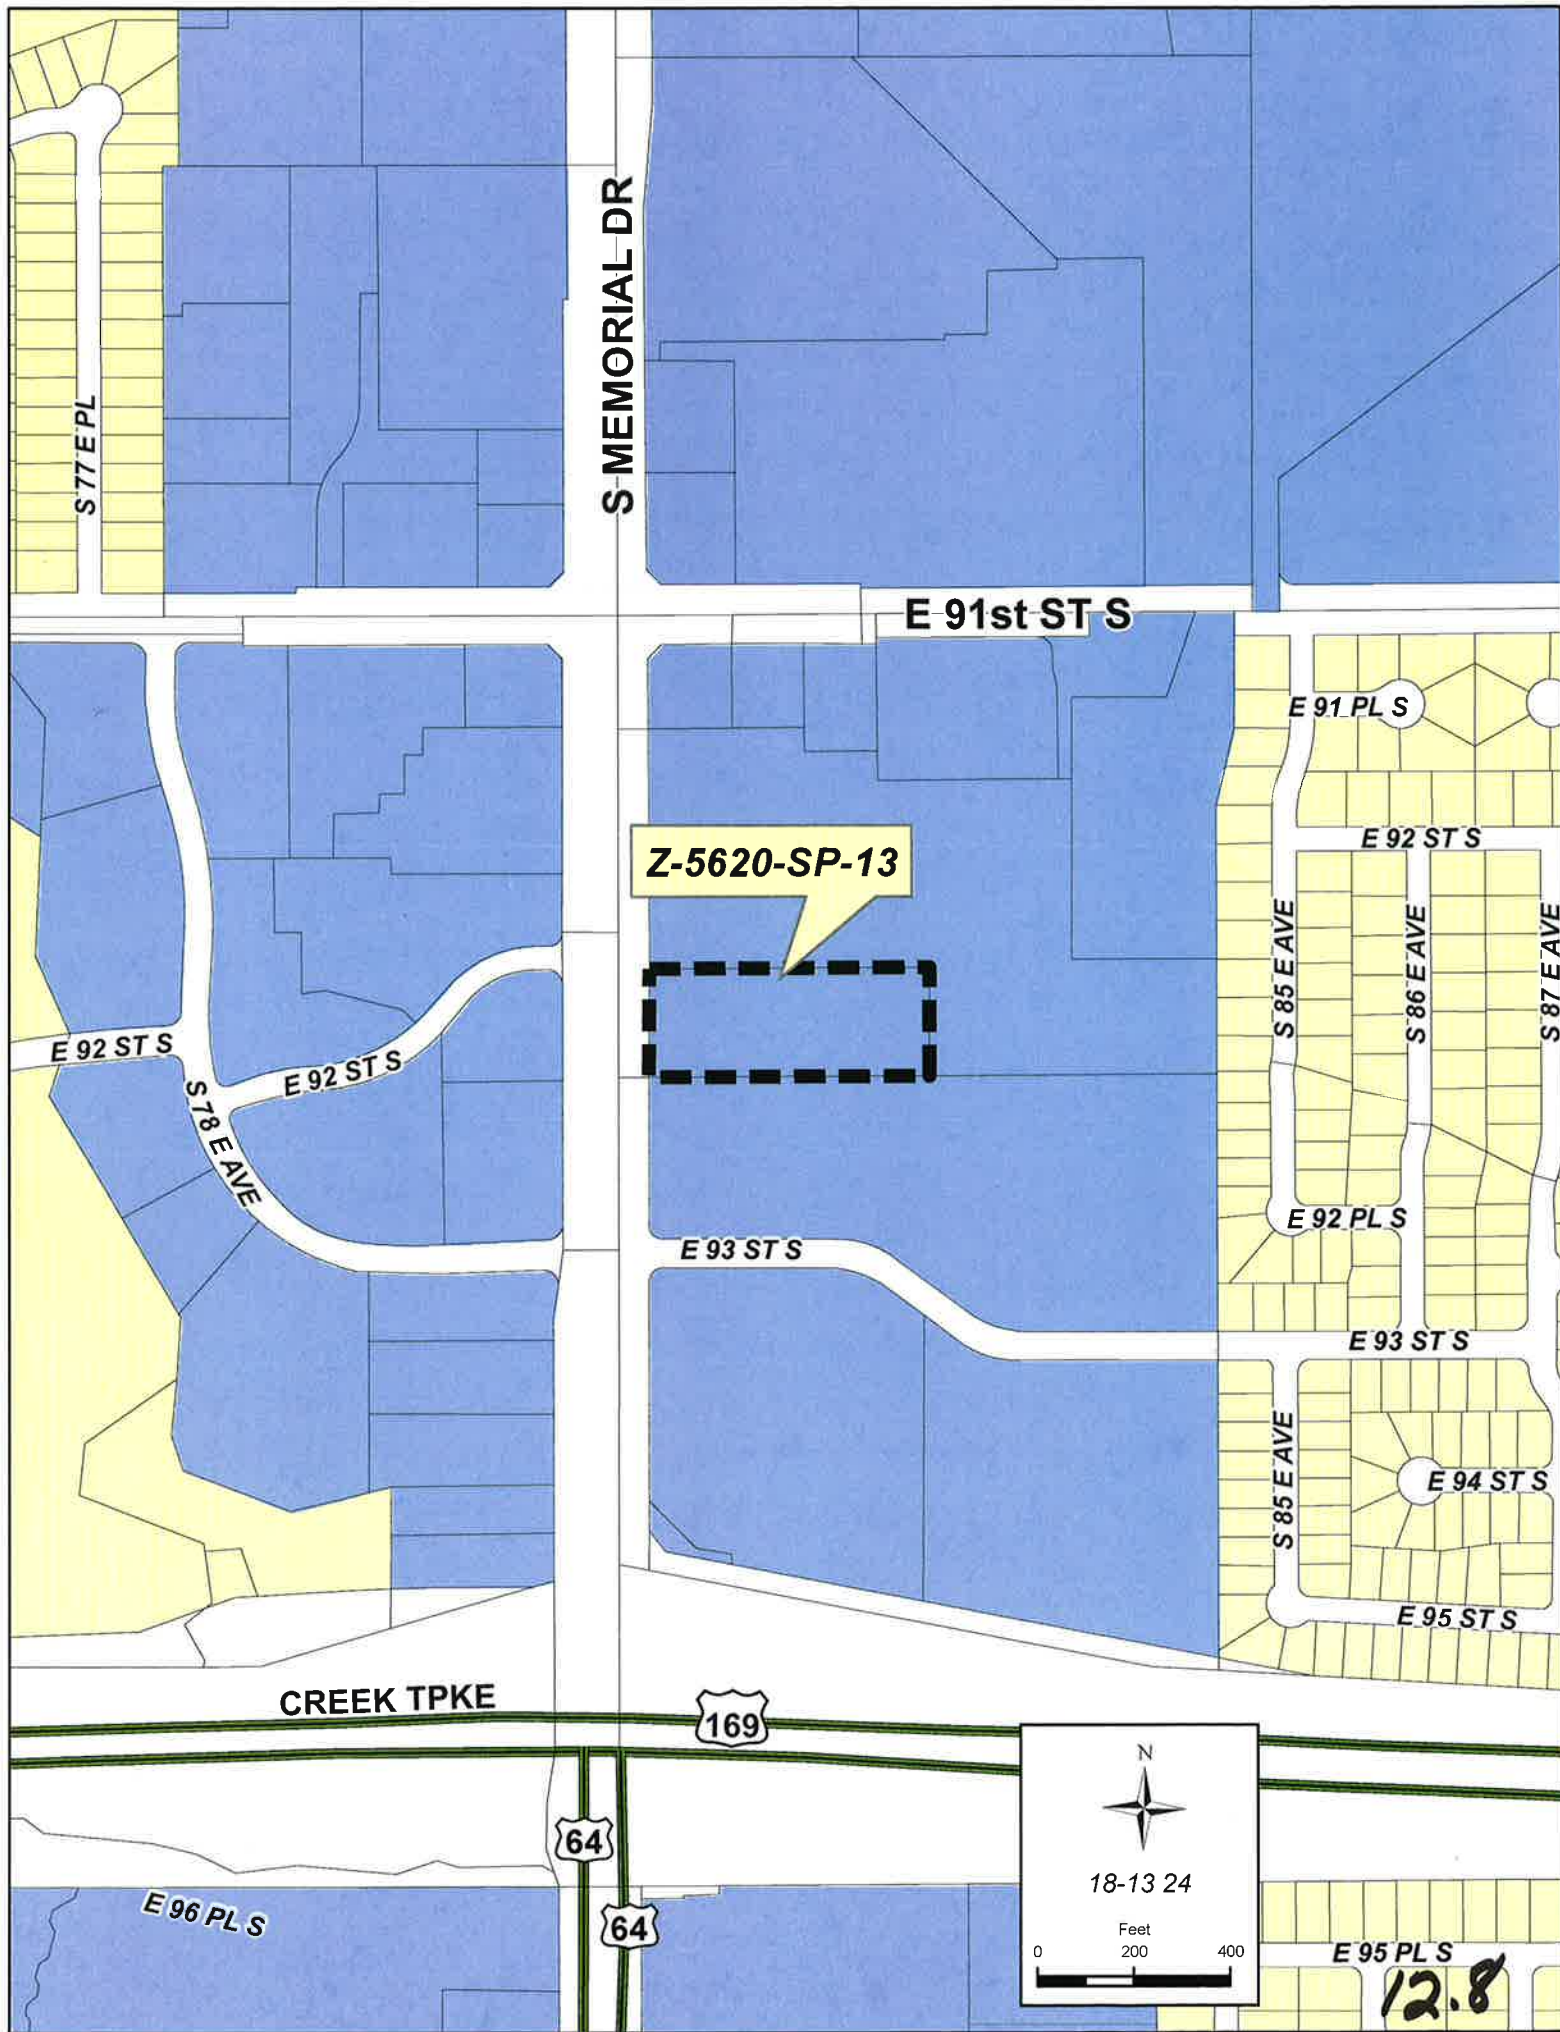 S MEMORIAL DR
S 77 E PL
E 91st ST S
E 91 PL S
E 92 ST S
Z-5620-SP-13
S 85 E AVE
S 86 E AVE
S 87 E AVE
E 92 ST S
E 92 ST S
S 78 E AVE
E 92 PL S
E 93 ST S
E 93 ST S
S 85 E AVE
E 94 ST S
E 95 ST S
CREEK TPKE
169
64
64
E 96 PL S
N
18-13 24
Feet
0 200 400
E 95 PL S
12.8